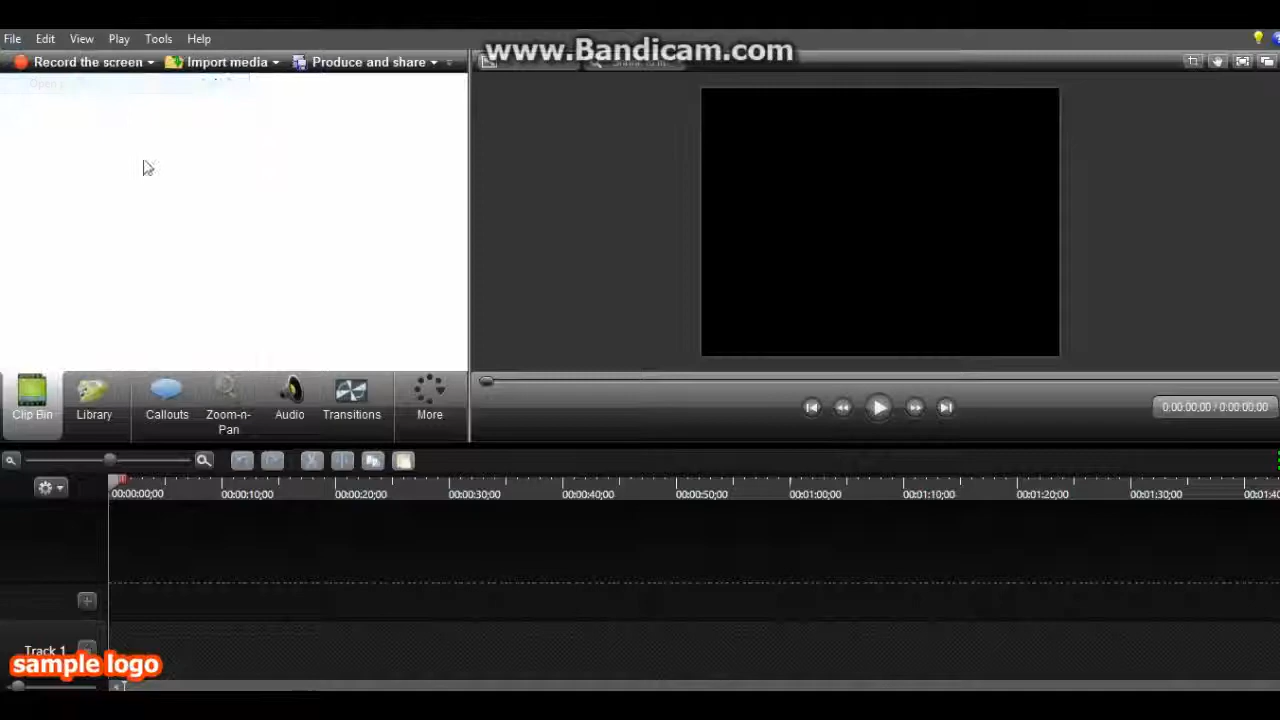 www.Bandicam.com
File Edit View Play Tools Help
Record the screen Import media Produce and share
Clip Bin Library Callouts Zoom-n-Pan Audio Transitions More
0:00:00;00 / 0:00:00;00
00:00:00;00 00:00:10;00 00:00:20;00 00:00:30;00 00:00:40;00 00:00:50;00 00:01:00;00 00:01:10;00 00:01:20;00 00:01:30;00 00:01:40
Track 1
sample logo